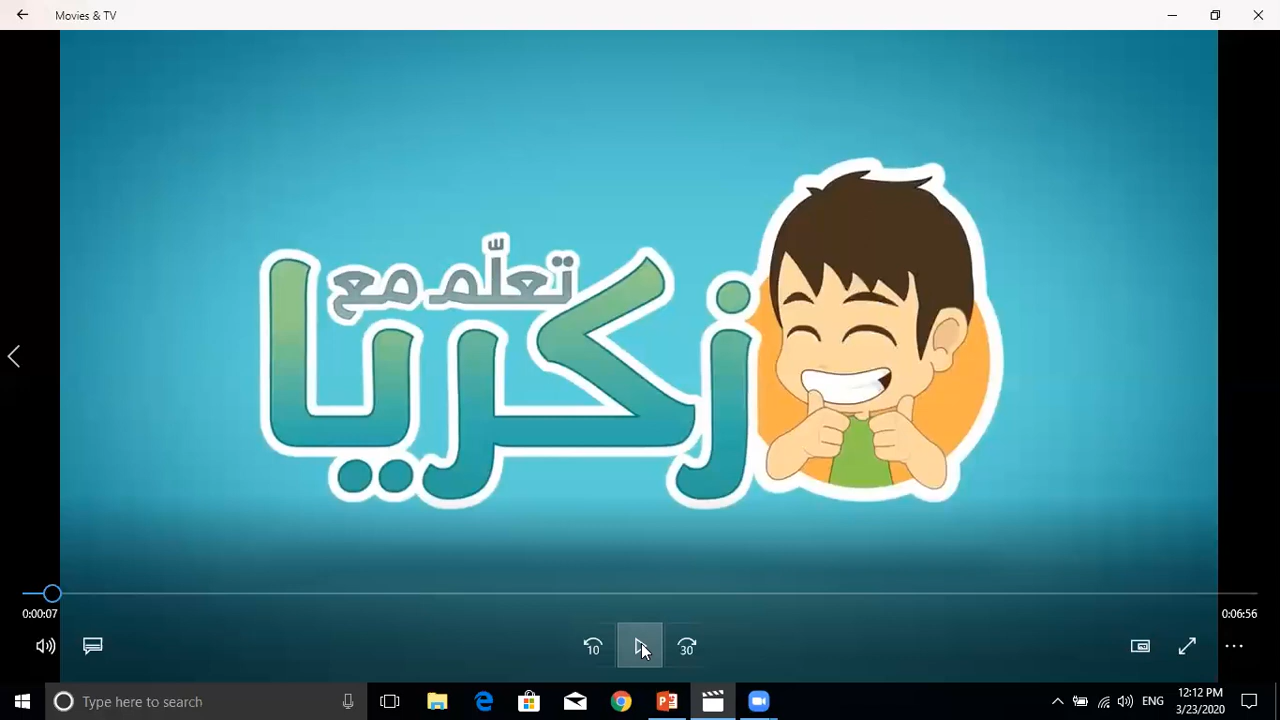 Movies & TV
تعلّم مع
زكريا
0:00:07
0:06:56
10
30
Type here to search
ENG
12:12 PM
3/23/2020